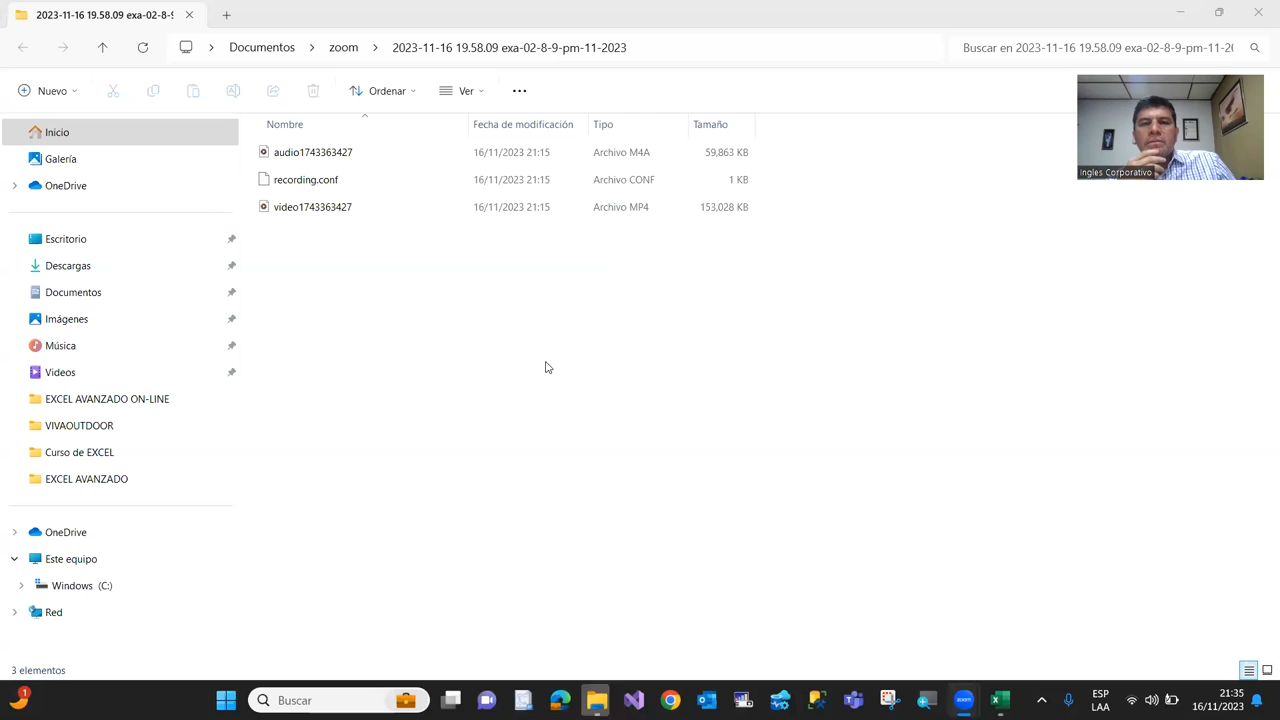 2023-11-16 19.58.09 exa-02-8-9
Documentos
zoom
2023-11-16 19.58.09 exa-02-8-9-pm-11-2023
Buscar en 2023-11-16 19.58.09 exa-02-8-9-pm-11-20
Nuevo
Ordenar
Ver
Nombre
Fecha de modificación
Tipo
Tamaño
audio1743363427
16/11/2023 21:15
Archivo M4A
59,863 KB
recording.conf
16/11/2023 21:15
Archivo CONF
1 KB
video1743363427
16/11/2023 21:15
Archivo MP4
153,028 KB
Ingles Corporativo
Inicio
Galería
OneDrive
Escritorio
Descargas
Documentos
Imágenes
Música
Videos
EXCEL AVANZADO ON-LINE
VIVAOUTDOOR
Curso de EXCEL
EXCEL AVANZADO
OneDrive
Este equipo
Windows (C:)
Red
3 elementos
1
Buscar
zoom
ESP
LAA
21:35
16/11/2023